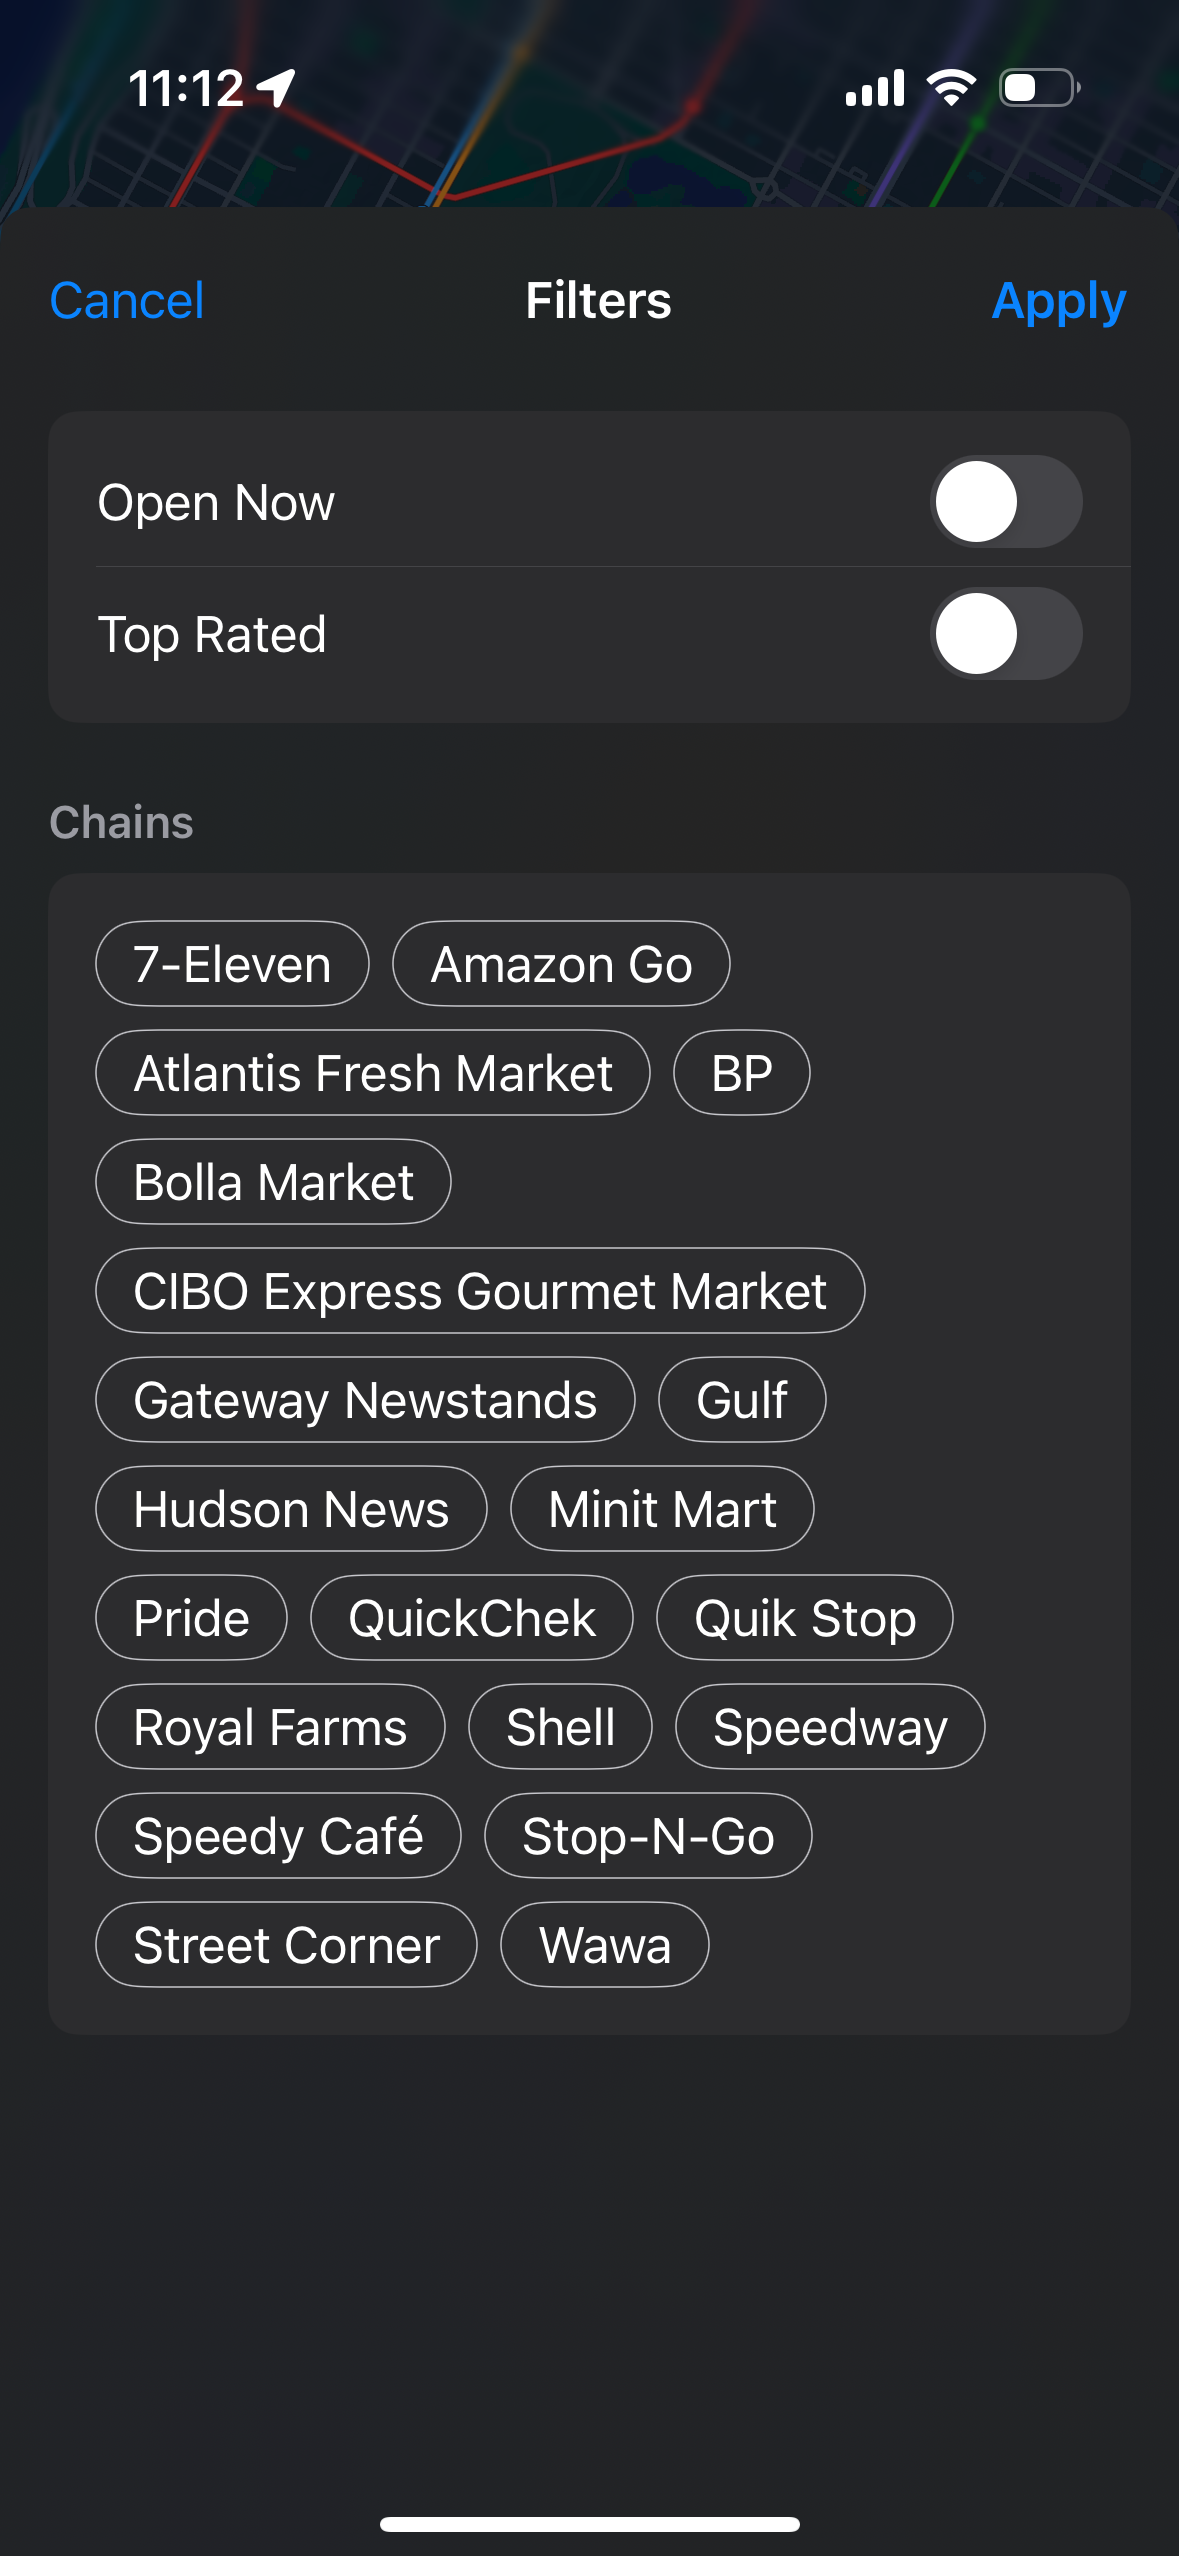 11:12
Cancel Filters Apply
Open Now
Top Rated
Chains
7-Eleven Amazon Go
Atlantis Fresh Market BP
Bolla Market
CIBO Express Gourmet Market
Gateway Newstands Gulf
Hudson News Minit Mart
Pride QuickChek Quik Stop
Royal Farms Shell Speedway
Speedy Café Stop-N-Go
Street Corner Wawa